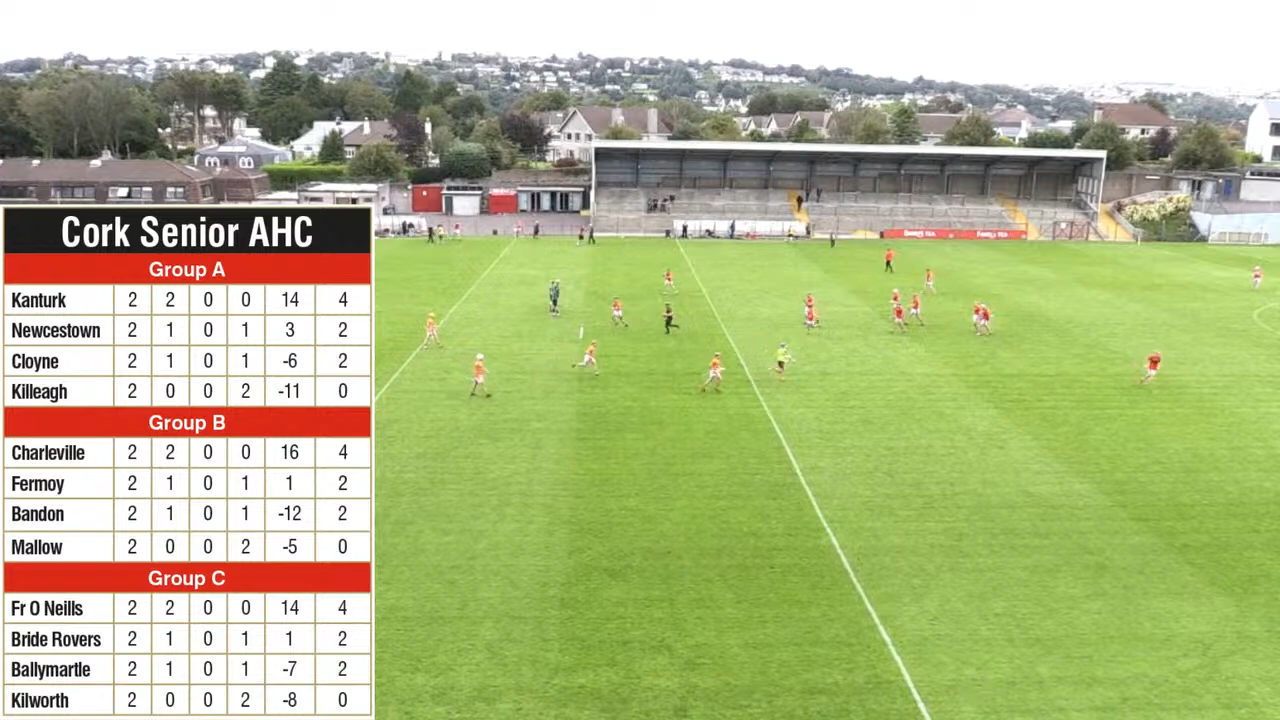 Cork Senior AHC
Group A
Kanturk 2 2 0 0 14 4
Newcestown 2 1 0 1 3 2
Cloyne 2 1 0 1 -6 2
Killeagh 2 0 0 2 -11 0
Group B
Charleville 2 2 0 0 16 4
Fermoy 2 1 0 1 1 2
Bandon 2 1 0 1 -12 2
Mallow 2 0 0 2 -5 0
Group C
Fr O Neills 2 2 0 0 14 4
Bride Rovers 2 1 0 1 1 2
Ballymartle 2 1 0 1 -7 2
Kilworth 2 0 0 2 -8 0